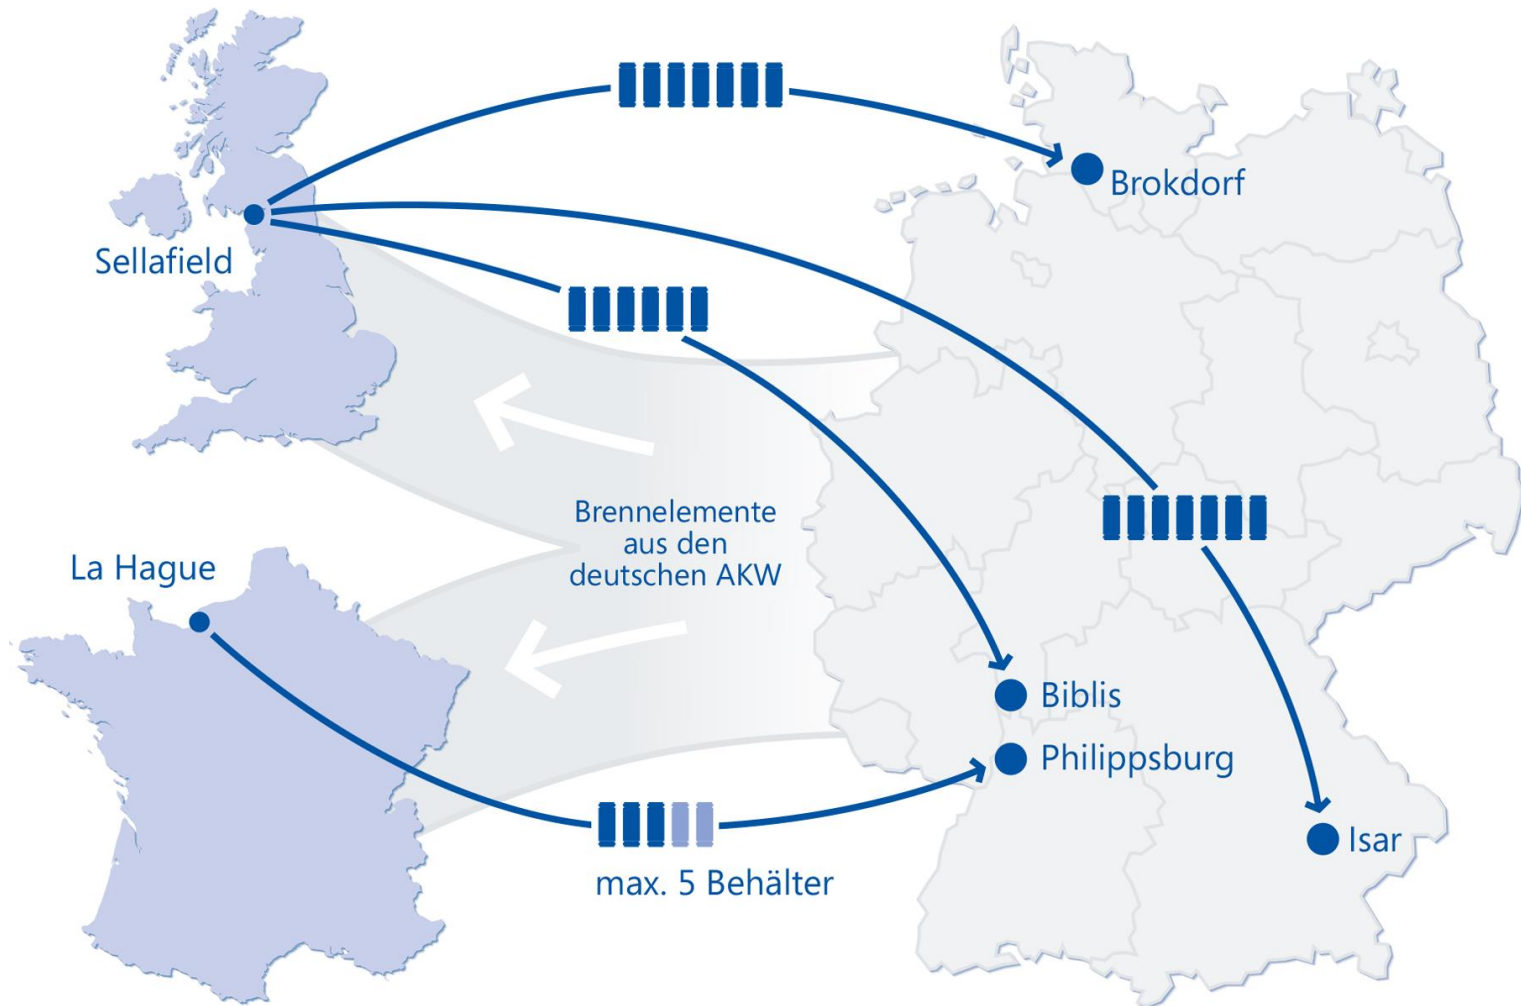 Brokdorf
Sellafield
Brennelemente
aus den
deutschen AKW
La Hague
Biblis
Philippsburg
Isar
max. 5 Behälter